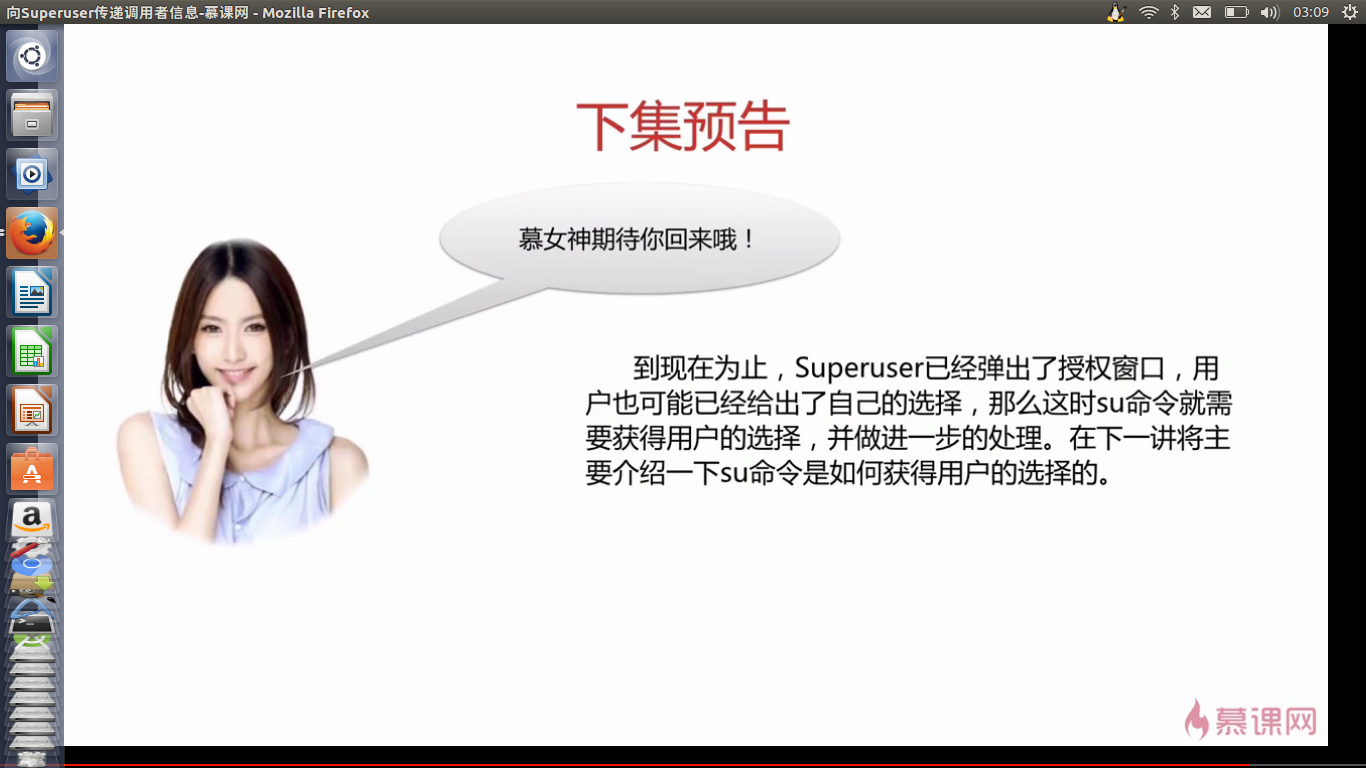 向Superuser传递调用者信息-慕课网 - Mozilla Firefox
03:09
下集预告
慕女神期待你回来哦！
到现在为止，Superuser已经弹出了授权窗口，用
户也可能已经给出了自己的选择，那么这时su命令就需
要获得用户的选择，并做进一步的处理。在下一讲将主
要介绍一下su命令是如何获得用户的选择的。
慕课网